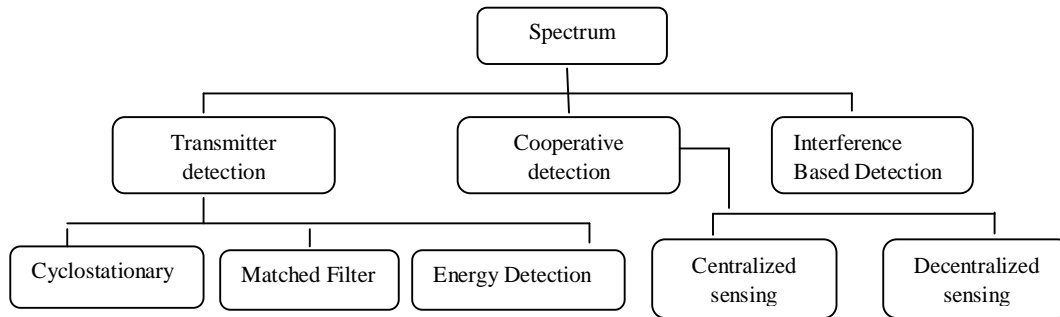 Spectrum
Transmitter
detection
Cooperative
detection
Interference
Based Detection
Cyclostationary
Matched Filter
Energy Detection
Centralized
sensing
Decentralized
sensing